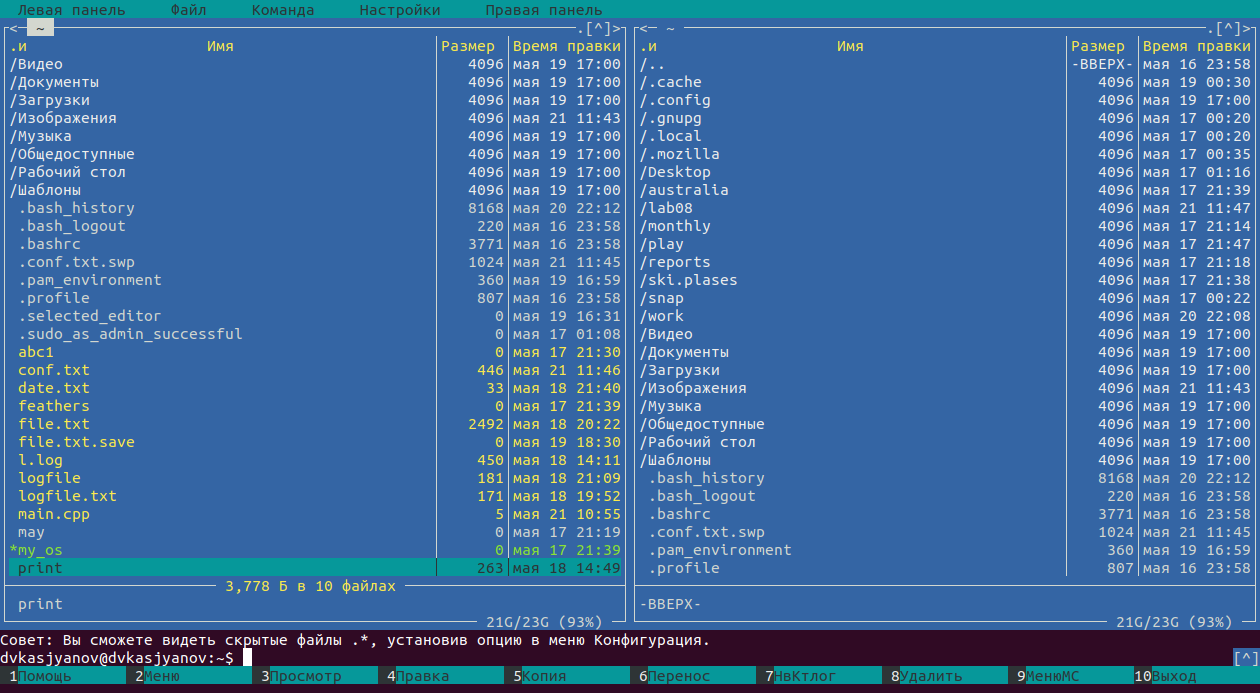 Левая панель Файл Команда Настройки Правая панель
<─ ~ .[^]>
.и Имя Размер Время правки
/Видео 4096 мая 19 17:00
/Документы 4096 мая 19 17:00
/Загрузки 4096 мая 19 17:00
/Изображения 4096 мая 21 11:43
/Музыка 4096 мая 19 17:00
/Общедоступные 4096 мая 19 17:00
/Рабочий стол 4096 мая 19 17:00
/Шаблоны 4096 мая 19 17:00
.bash_history 8168 мая 20 22:12
.bash_logout 220 мая 16 23:58
.bashrc 3771 мая 16 23:58
.conf.txt.swp 1024 мая 21 11:45
.pam_environment 360 мая 19 16:59
.profile 807 мая 16 23:58
.selected_editor 0 мая 19 16:31
.sudo_as_admin_successful 0 мая 17 01:08
abc1 0 мая 17 21:30
conf.txt 446 мая 21 11:46
date.txt 33 мая 18 21:40
feathers 0 мая 17 21:39
file.txt 2492 мая 18 20:22
file.txt.save 0 мая 19 18:30
l.log 450 мая 18 14:11
logfile 181 мая 18 21:09
logfile.txt 171 мая 18 19:52
main.cpp 5 мая 21 10:55
may 0 мая 17 21:19
*my_os 0 мая 17 21:39
print 263 мая 18 14:49
3,778 Б в 10 файлах
print
21G/23G (93%)
<─ ~ .[^]>
.и Имя Размер Время правки
/.. -ВВЕРХ- мая 16 23:58
/.cache 4096 мая 19 00:30
/.config 4096 мая 19 17:00
/.gnupg 4096 мая 17 00:20
/.local 4096 мая 17 00:20
/.mozilla 4096 мая 17 00:35
/Desktop 4096 мая 17 01:16
/australia 4096 мая 17 21:39
/lab08 4096 мая 21 11:47
/monthly 4096 мая 17 21:14
/play 4096 мая 17 21:47
/reports 4096 мая 17 21:18
/ski.plases 4096 мая 17 21:38
/snap 4096 мая 17 00:22
/work 4096 мая 20 22:08
/Видео 4096 мая 19 17:00
/Документы 4096 мая 19 17:00
/Загрузки 4096 мая 19 17:00
/Изображения 4096 мая 21 11:43
/Музыка 4096 мая 19 17:00
/Общедоступные 4096 мая 19 17:00
/Рабочий стол 4096 мая 19 17:00
/Шаблоны 4096 мая 19 17:00
.bash_history 8168 мая 20 22:12
.bash_logout 220 мая 16 23:58
.bashrc 3771 мая 16 23:58
.conf.txt.swp 1024 мая 21 11:45
.pam_environment 360 мая 19 16:59
.profile 807 мая 16 23:58
-ВВЕРХ-
21G/23G (93%)
Совет: Вы сможете видеть скрытые файлы .*, установив опцию в меню Конфигурация.
dvkasjyanov@dvkasjyanov:~$ [^]
1Помощь 2Меню 3Просмотр 4Правка 5Копия 6Перенос 7НвКтлог 8Удалить 9МенюMC 10Выход